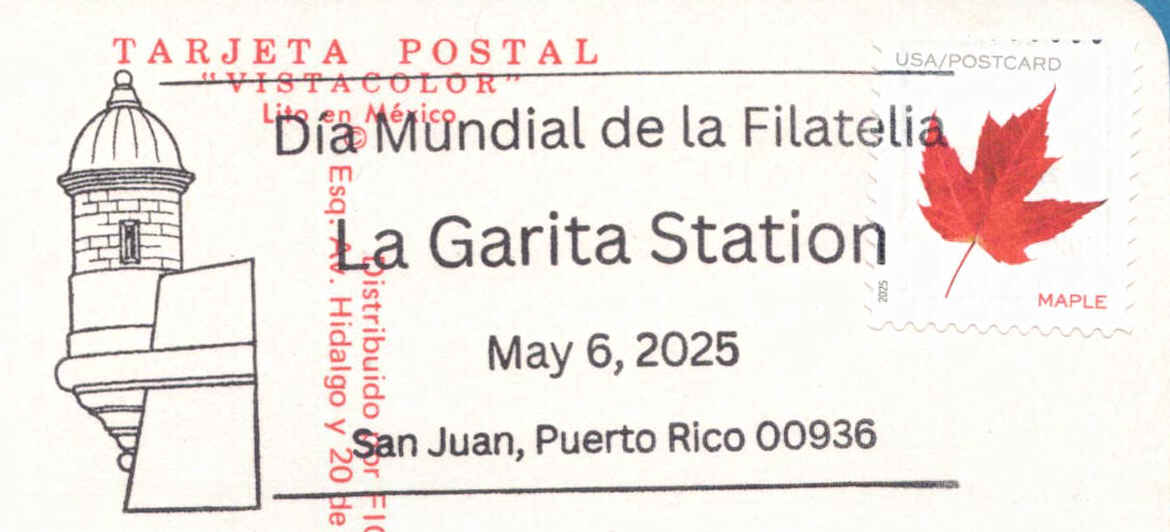 TARJETA POSTAL
"VISTACOLOR"
Lito en México
USA/POSTCARD
Día Mundial de la Filatelia
La Garita Station
May 6, 2025
San Juan, Puerto Rico 00936
2025
MAPLE
Distribuido por
© Esq. Av. Hidalgo y 20 de